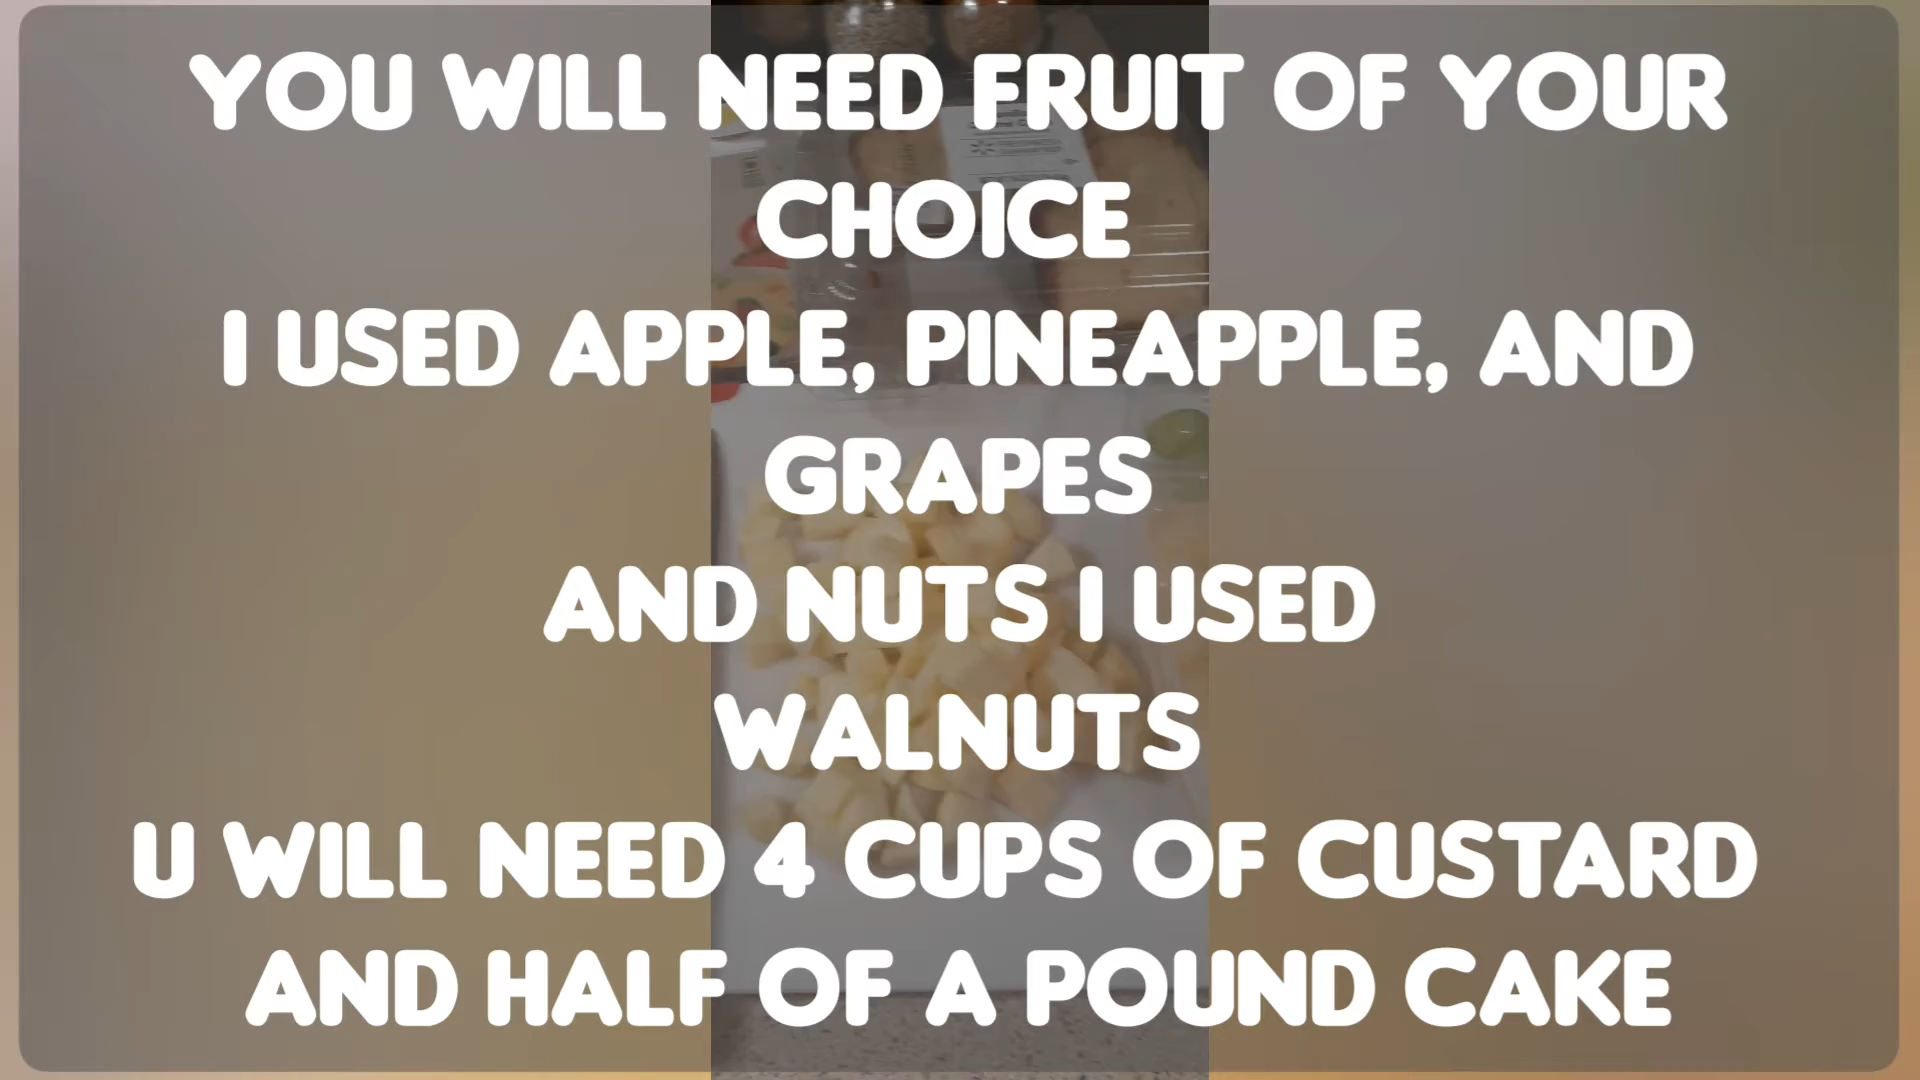 YOU WILL NEED FRUIT OF YOUR
CHOICE
I USED APPLE, PINEAPPLE, AND
GRAPES
AND NUTS I USED
WALNUTS
U WILL NEED 4 CUPS OF CUSTARD
AND HALF OF A POUND CAKE